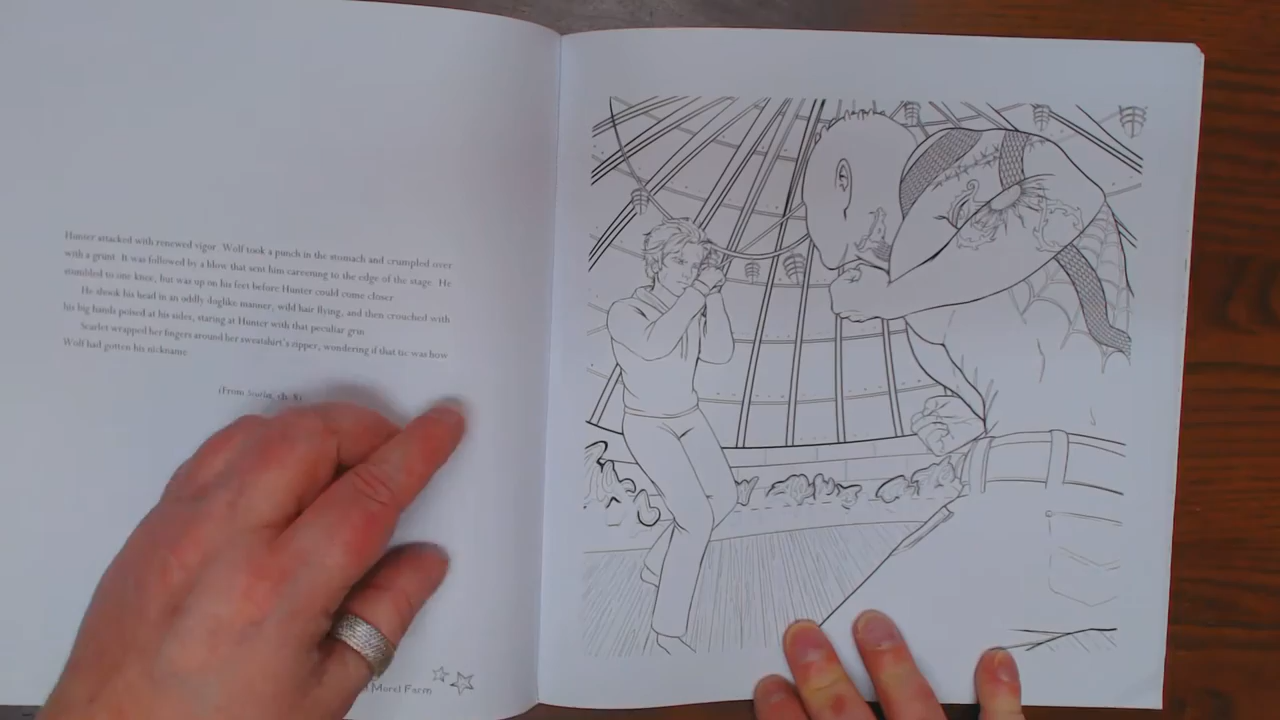 Hunter attacked with renewed vigor. Wolf took a punch in the stomach and crumpled over
with a grunt. It was followed by a blow that sent him careening to the edge of the stage. He
stumbled to one knee, but was up on his feet before Hunter could come closer.
He shook his head in an oddly doglike manner, wild hair flying, and then crouched with
his big hands poised at his sides, staring at Hunter with that peculiar grin.
Scarlet wrapped her fingers around her sweatshirt's zipper, wondering if that tic was how
Wolf had gotten his nickname.
(From Scarlet, ch. 8)
Morel Farm